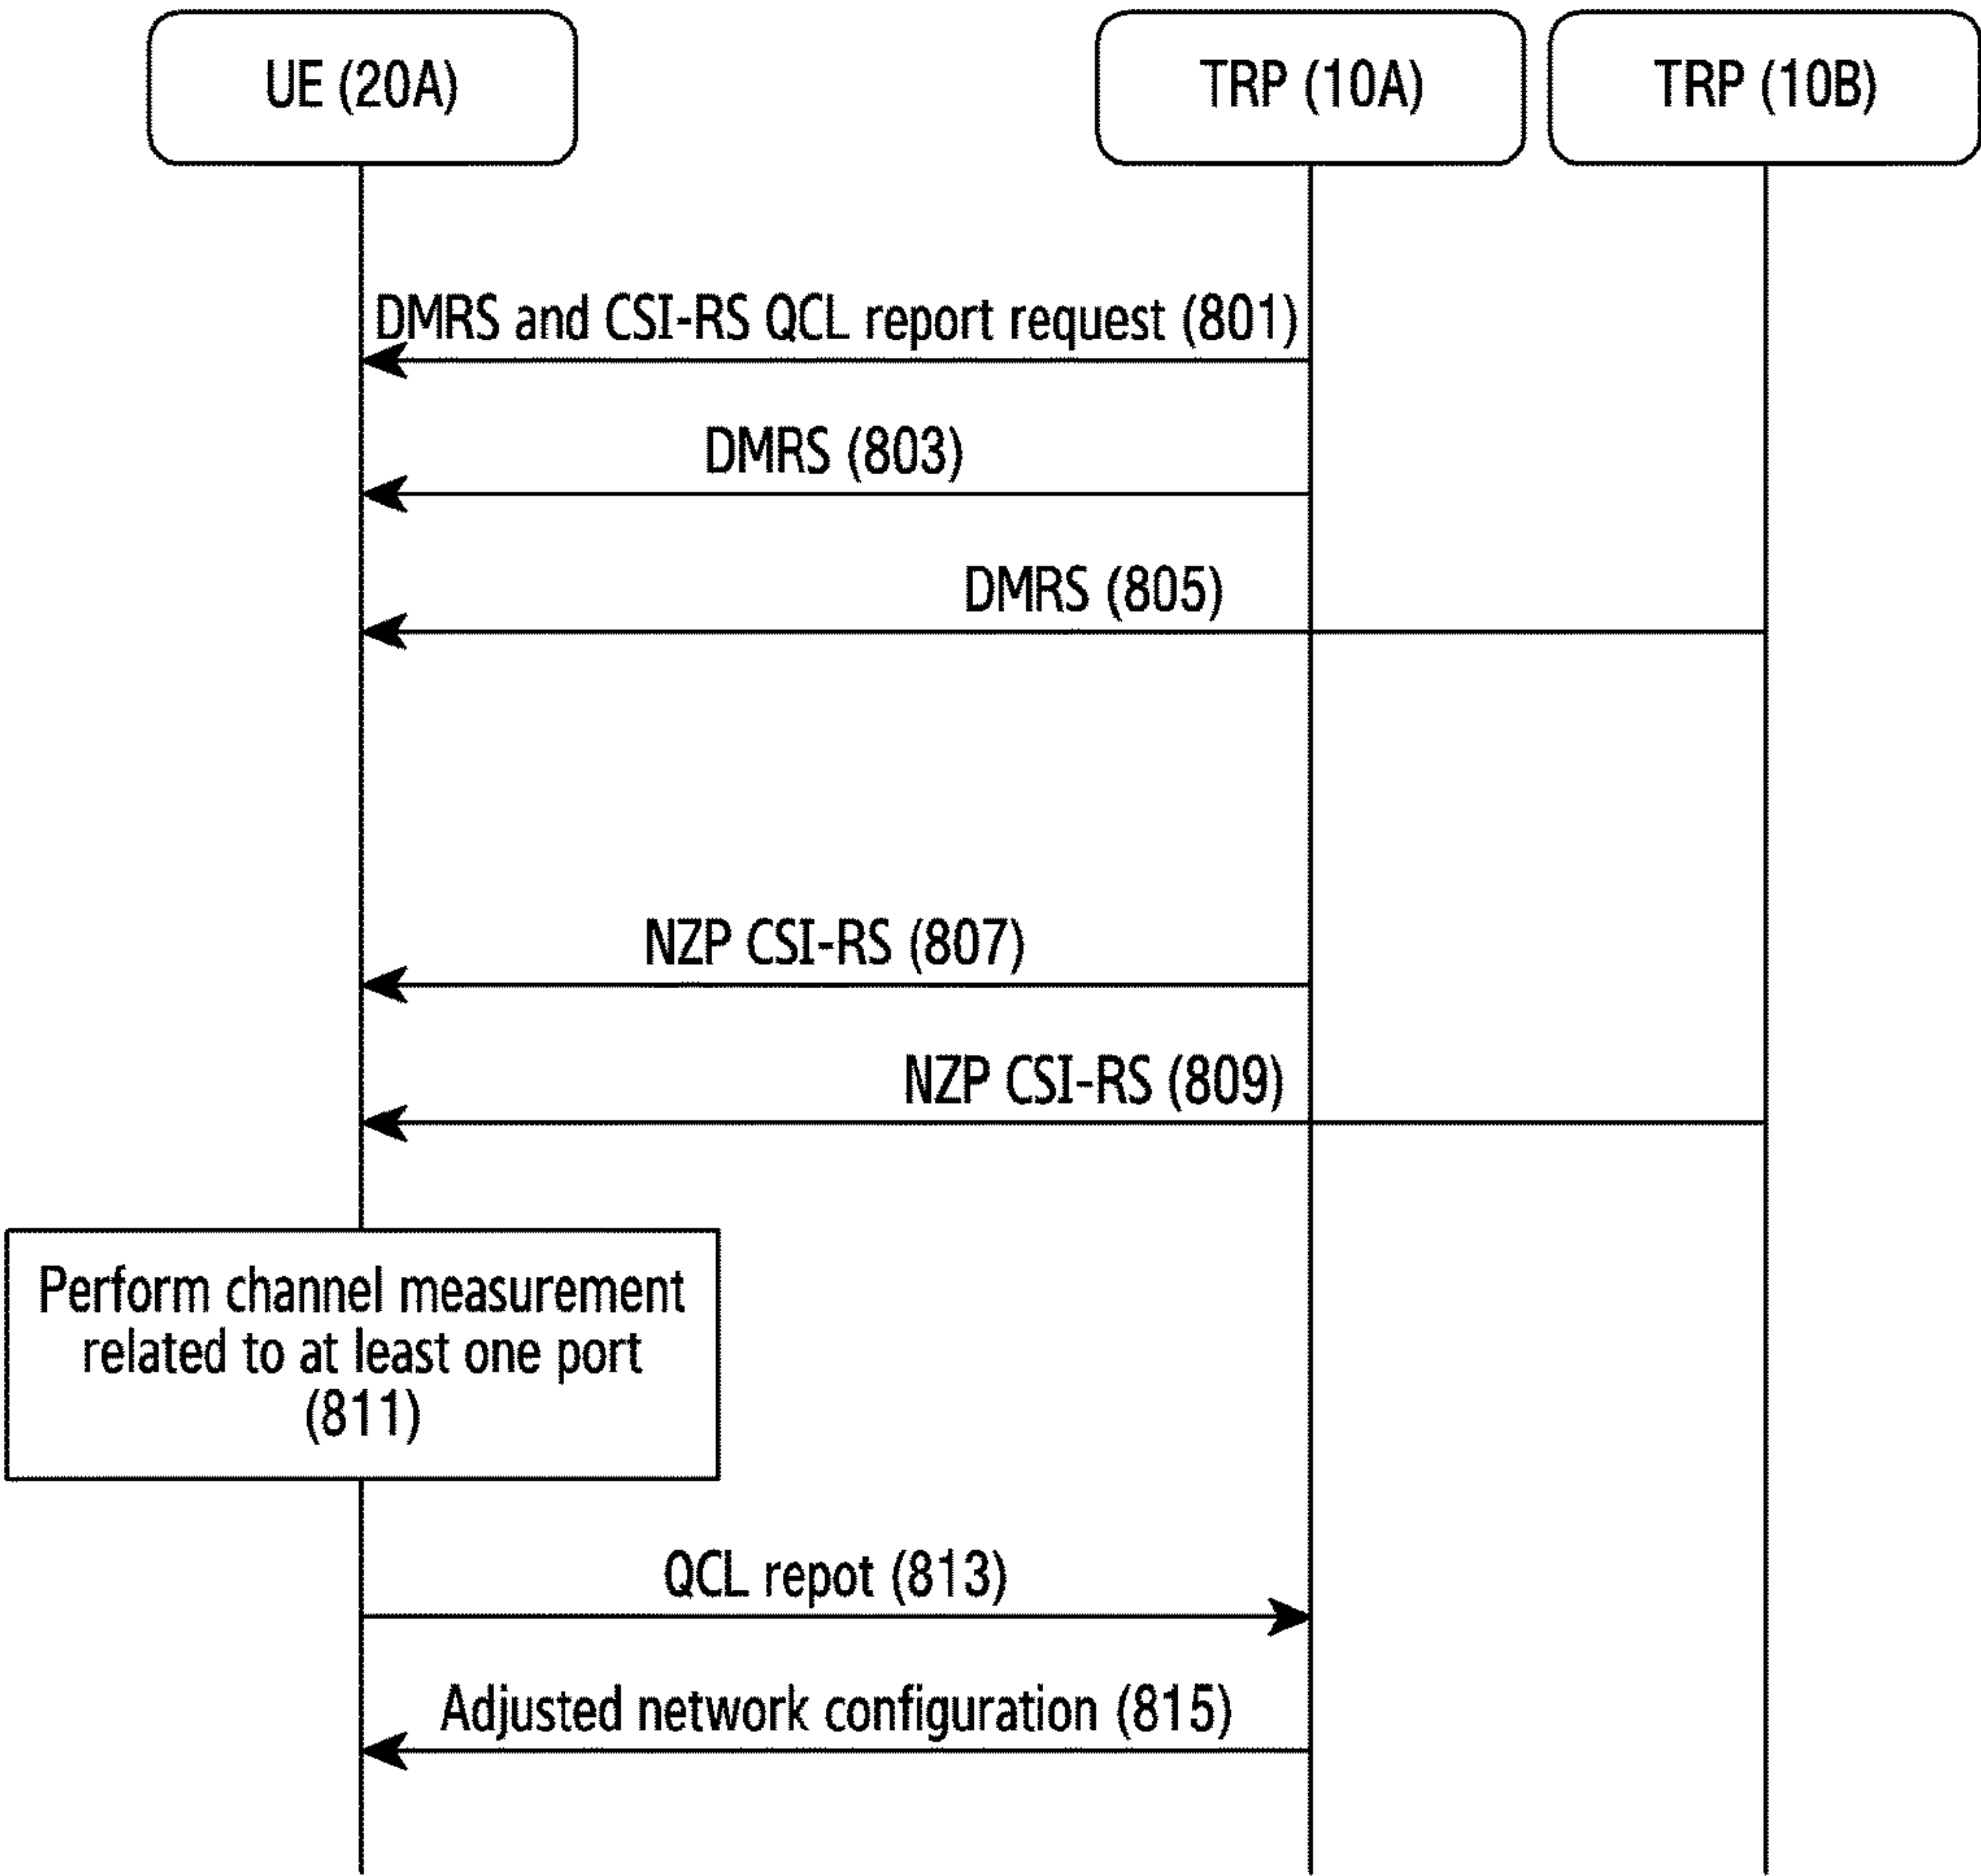 UE (20A)
TRP (10A)
TRP (10B)
DMRS and CSI-RS QCL report request (801)
DMRS (803)
DMRS (805)
NZP CSI-RS (807)
NZP CSI-RS (809)
Perform channel measurement
related to at least one port
(811)
QCL repot (813)
Adjusted network configuration (815)